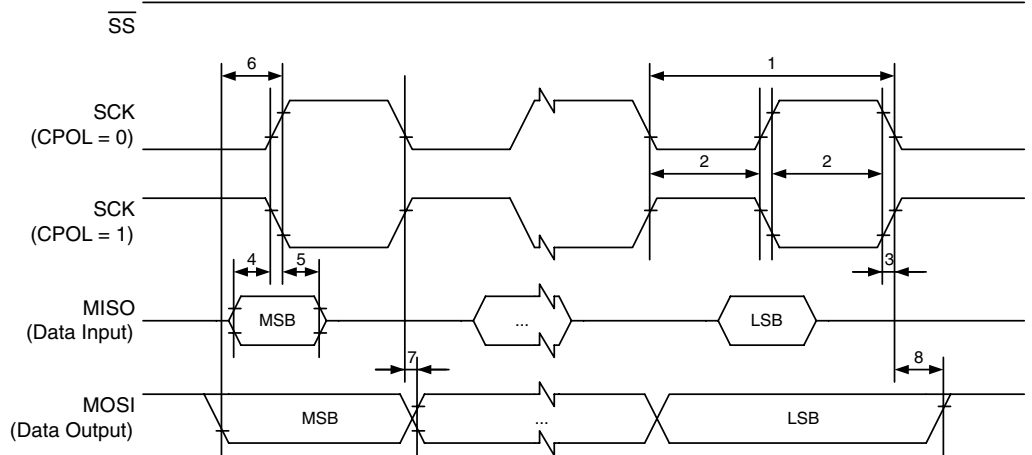 SS
6
1
SCK
(CPOL = 0)
2
2
SCK
(CPOL = 1)
4
5
3
MISO
(Data Input)
MSB
...
LSB
7
8
MOSI
(Data Output)
MSB
...
LSB